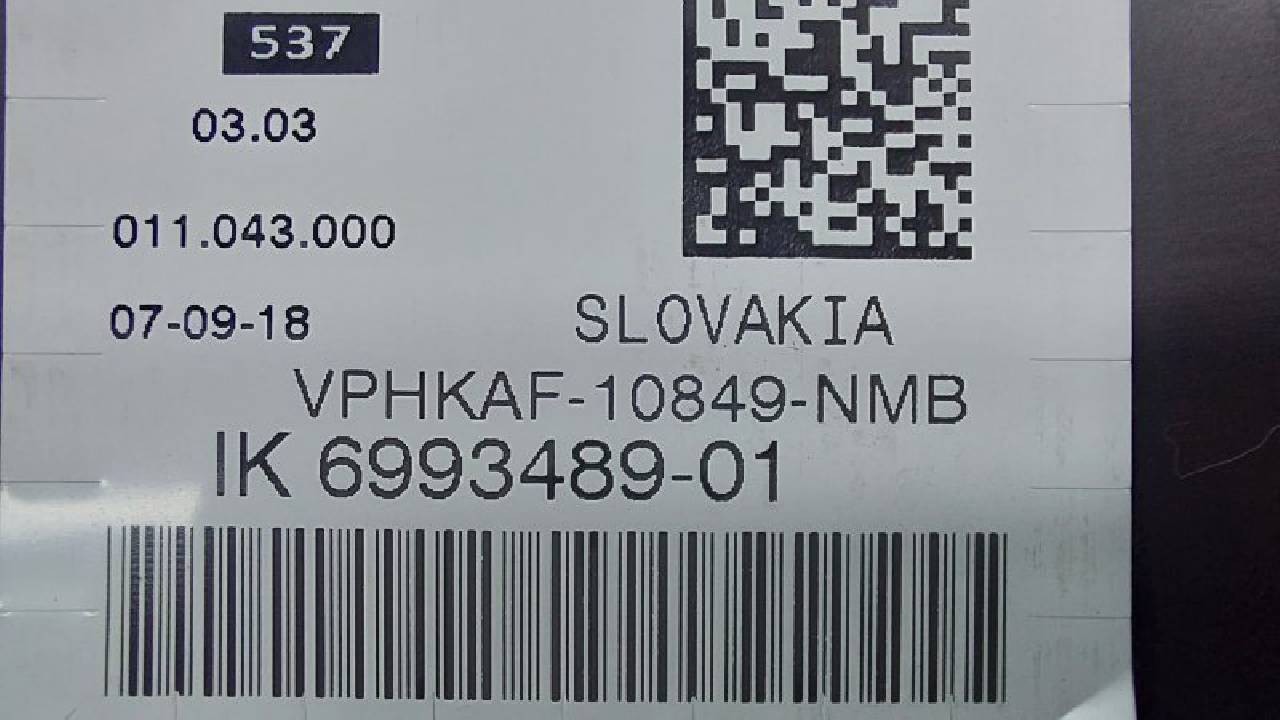 537
03.03
011.043.000
07-09-18
SLOVAKIA
VPHKAF-10849-NMB
IK 6993489-01